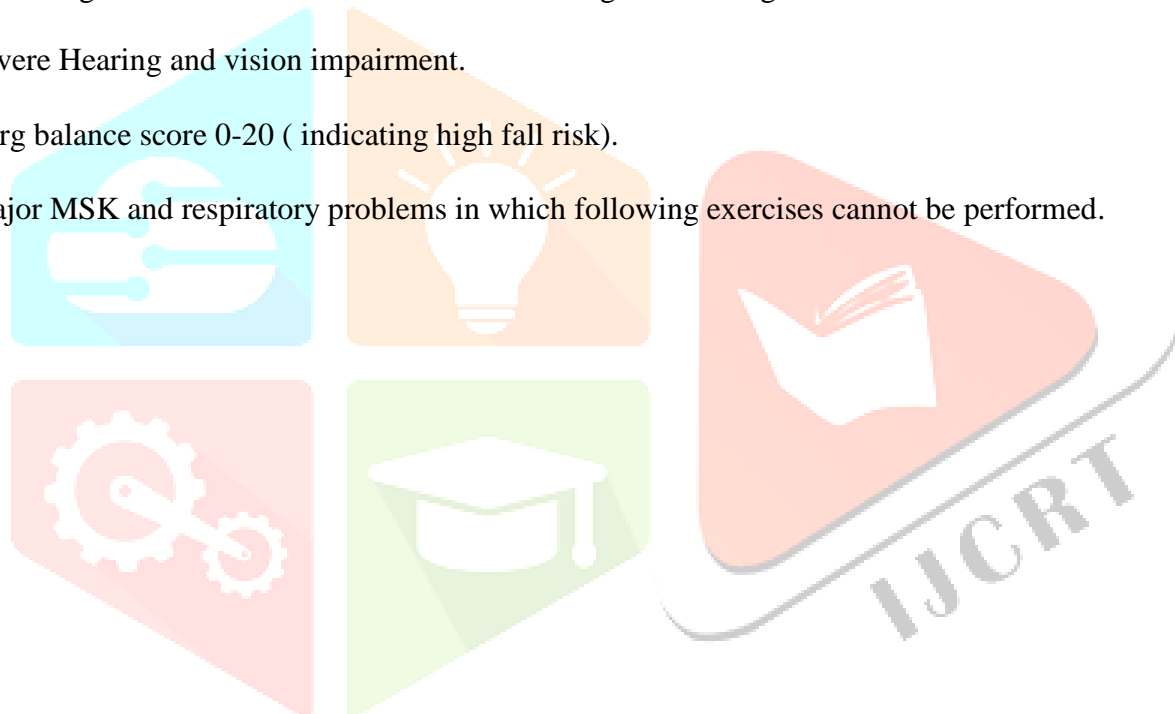 vere Hearing and vision impairment.
rg balance score 0-20 ( indicating high fall risk).
ajor MSK and respiratory problems in which following exercises cannot be performed.
IJCRT